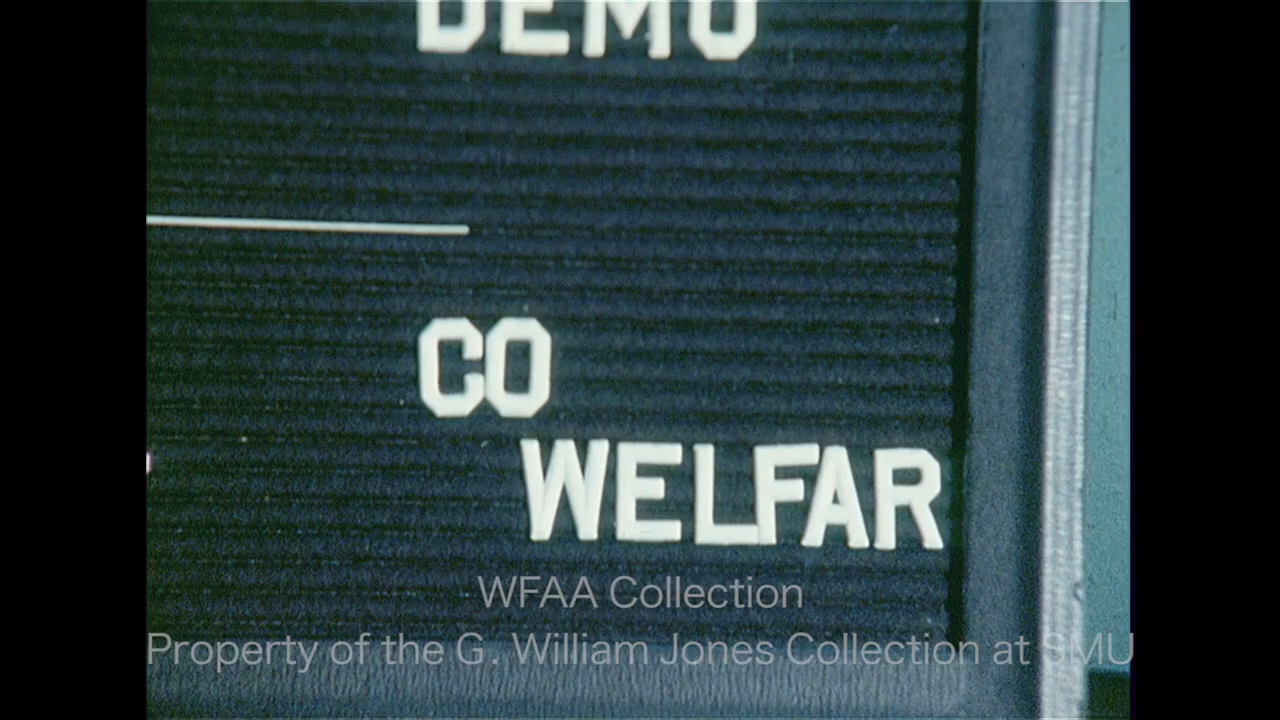 DEMO
CO
WELFAR
WFAA Collection
Property of the G. William Jones Collection at SMU